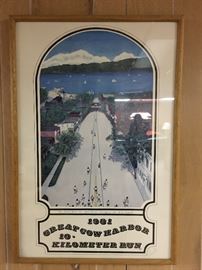 1981
GREAT COW HARBOR
10-
KILOMETER RUN